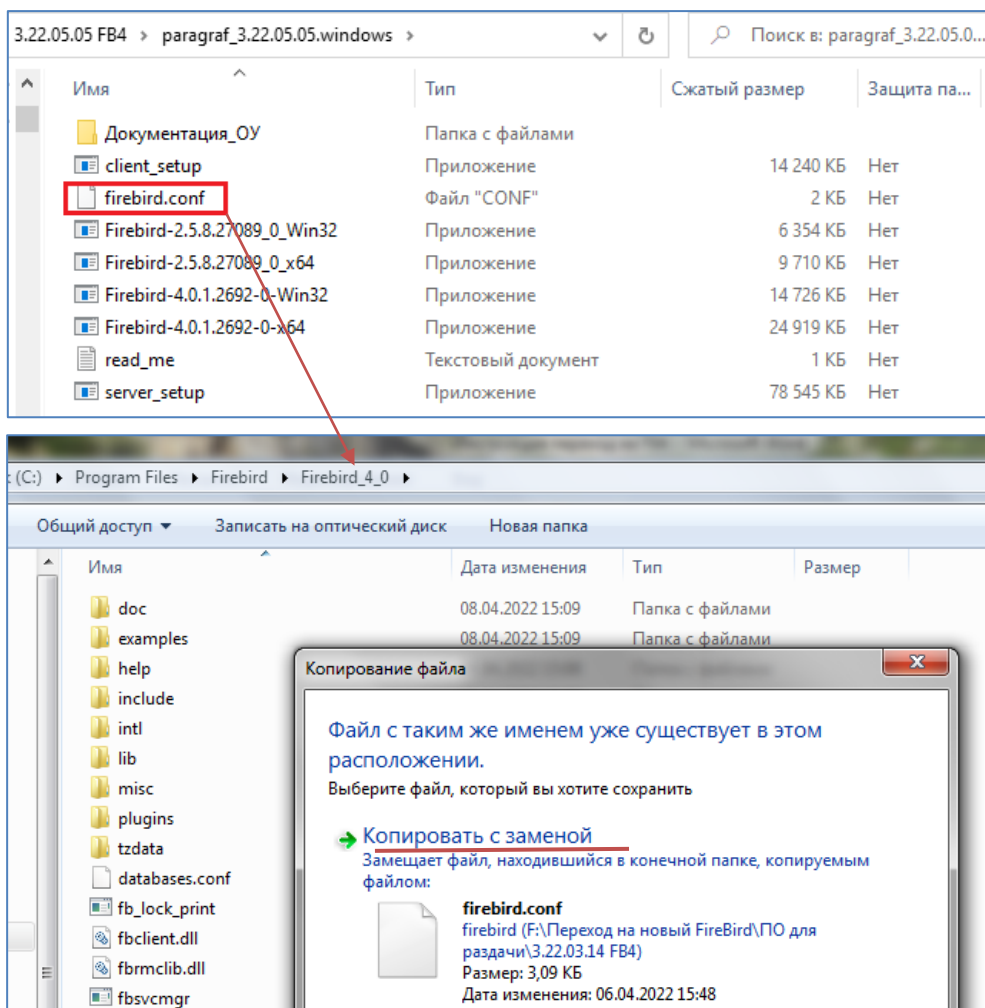 3.22.05.05 FB4 › paragraf_3.22.05.05.windows ›
Поиск в: paragraf_3.22.05.0...
Имя Тип Сжатый размер Защита па...
Документация_ОУ Папка с файлами
client_setup Приложение 14 240 КБ Нет
firebird.conf Файл "CONF" 2 КБ Нет
Firebird-2.5.8.27089_0_Win32 Приложение 6 354 КБ Нет
Firebird-2.5.8.27089_0_x64 Приложение 9 710 КБ Нет
Firebird-4.0.1.2692-0-Win32 Приложение 14 726 КБ Нет
Firebird-4.0.1.2692-0-x64 Приложение 24 919 КБ Нет
read_me Текстовый документ 1 КБ Нет
server_setup Приложение 78 545 КБ Нет
(C:) ▸ Program Files ▸ Firebird ▸ Firebird_4_0 ▸
Общий доступ Записать на оптический диск Новая папка
Имя Дата изменения Тип Размер
doc 08.04.2022 15:09 Папка с файлами
examples 08.04.2022 15:09 Папка с файлами
help
include
intl
lib
misc
plugins
tzdata
databases.conf
fb_lock_print
fbclient.dll
fbrmclib.dll
fbsvcmgr
Копирование файла
Файл с таким же именем уже существует в этом
расположении.
Выберите файл, который вы хотите сохранить
Копировать с заменой
Замещает файл, находившийся в конечной папке, копируемым
файлом:
firebird.conf
firebird (F:\Переход на новый FireBird\ПО для
раздачи\3.22.03.14 FB4)
Размер: 3,09 КБ
Дата изменения: 06.04.2022 15:48